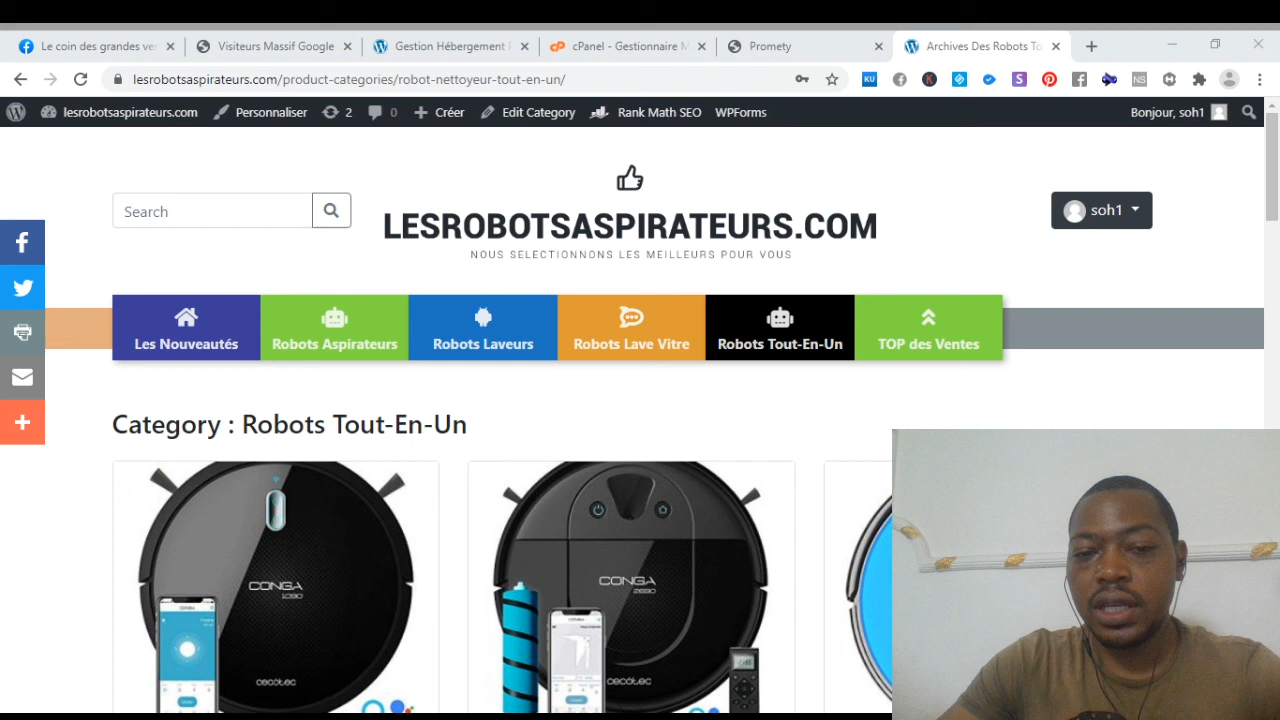 Le coin des grandes ver
Visiteurs Massif Google
Gestion Hébergement
cPanel - Gestionnaire M
Promety
Archives Des Robots To
lesrobotsaspirateurs.com/product-categories/robot-nettoyeur-tout-en-un/
lesrobotsaspirateurs.com
Personnaliser
2
0
Créer
Edit Category
Rank Math SEO
WPForms
Bonjour, soh1
Search
LESROBOTSASPIRATEURS.COM
NOUS SELECTIONNONS LES MEILLEURS POUR VOUS
soh1
Les Nouveautés
Robots Aspirateurs
Robots Laveurs
Robots Lave Vitre
Robots Tout-En-Un
TOP des Ventes
Category : Robots Tout-En-Un
CONGA
1090
cecotec
CONGA
2690
cecotec